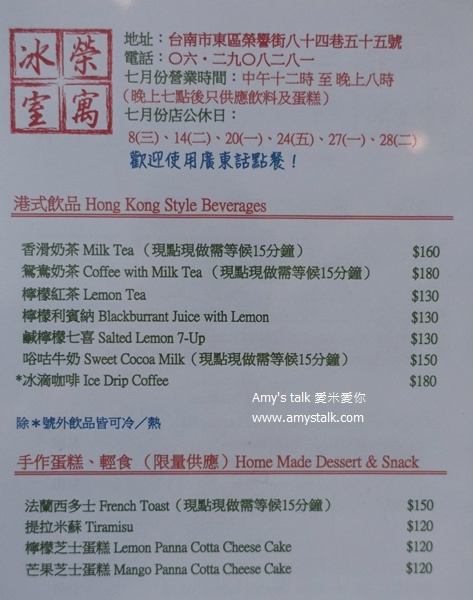 榮寓冰室
地址：台南市東區榮譽街八十四巷五十五號
電話：〇六·二九〇八二八一
七月份營業時間：中午十二時 至 晚上八時
（晚上七點後只供應飲料及蛋糕）
七月份店公休日：
8(三)、14(二)、20(一)、24(五)、27(一)、28(二)
歡迎使用廣東話點餐！
港式飲品 Hong Kong Style Beverages
香滑奶茶 Milk Tea （現點現做需等候15分鐘） $160
鴛鴦奶茶 Coffee with Milk Tea （現點現做需等候15分鐘） $180
檸檬紅茶 Lemon Tea $130
檸檬利賓納 Blackburrant Juice with Lemon $130
鹹檸檬七喜 Salted Lemon 7-Up $130
唂咕牛奶 Sweet Cocoa Milk（現點現做需等候15分鐘） $150
*冰滴咖啡 Ice Drip Coffee $180
Amy's talk 愛米愛你
www.amystalk.com
除＊號外飲品皆可冷／熱
手作蛋糕、輕食 （限量供應）Home Made Dessert & Snack
法蘭西多士 French Toast（現點現做需等候15分鐘） $150
提拉米蘇 Tiramisu $120
檸檬芝士蛋糕 Lemon Panna Cotta Cheese Cake $120
芒果芝士蛋糕 Mango Panna Cotta Cheese Cake $120